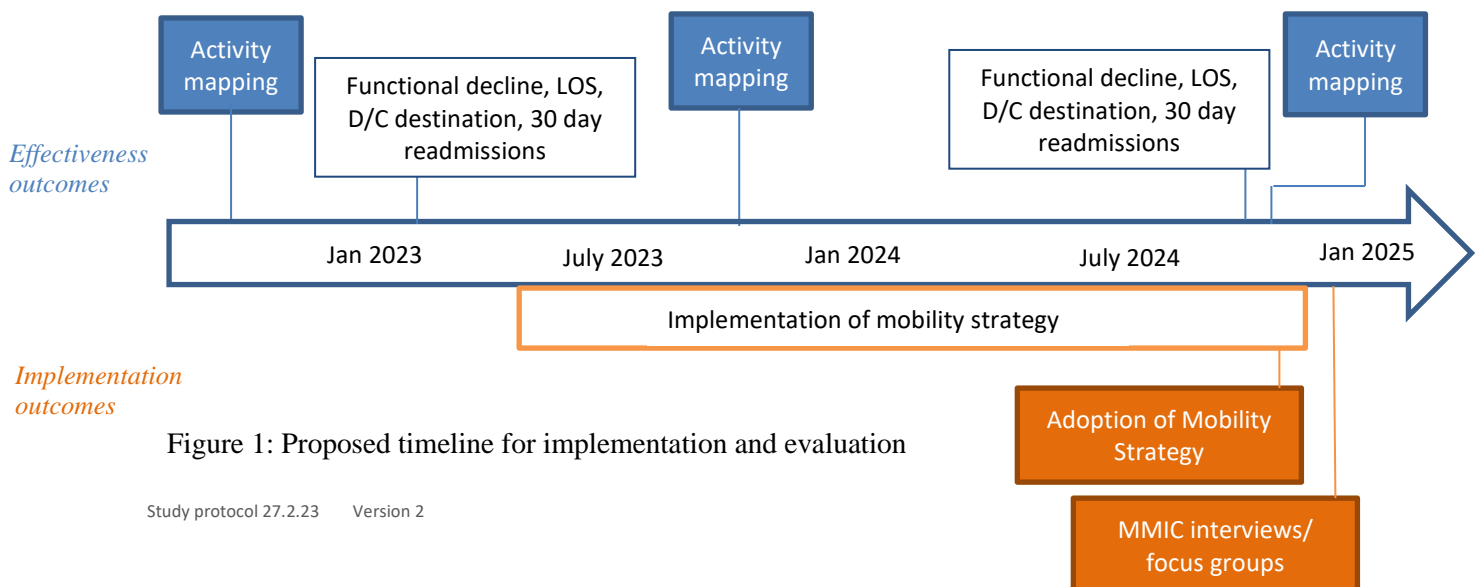 Activity
mapping
Functional decline, LOS,
D/C destination, 30 day
readmissions
Activity
mapping
Functional decline, LOS,
D/C destination, 30 day
readmissions
Activity
mapping
Effectiveness
outcomes
Jan 2023
July 2023
Jan 2024
July 2024
Jan 2025
Implementation of mobility strategy
Implementation
outcomes
Adoption of Mobility
Strategy
Figure 1: Proposed timeline for implementation and evaluation
Study protocol 27.2.23 Version 2
MMIC interviews/
focus groups